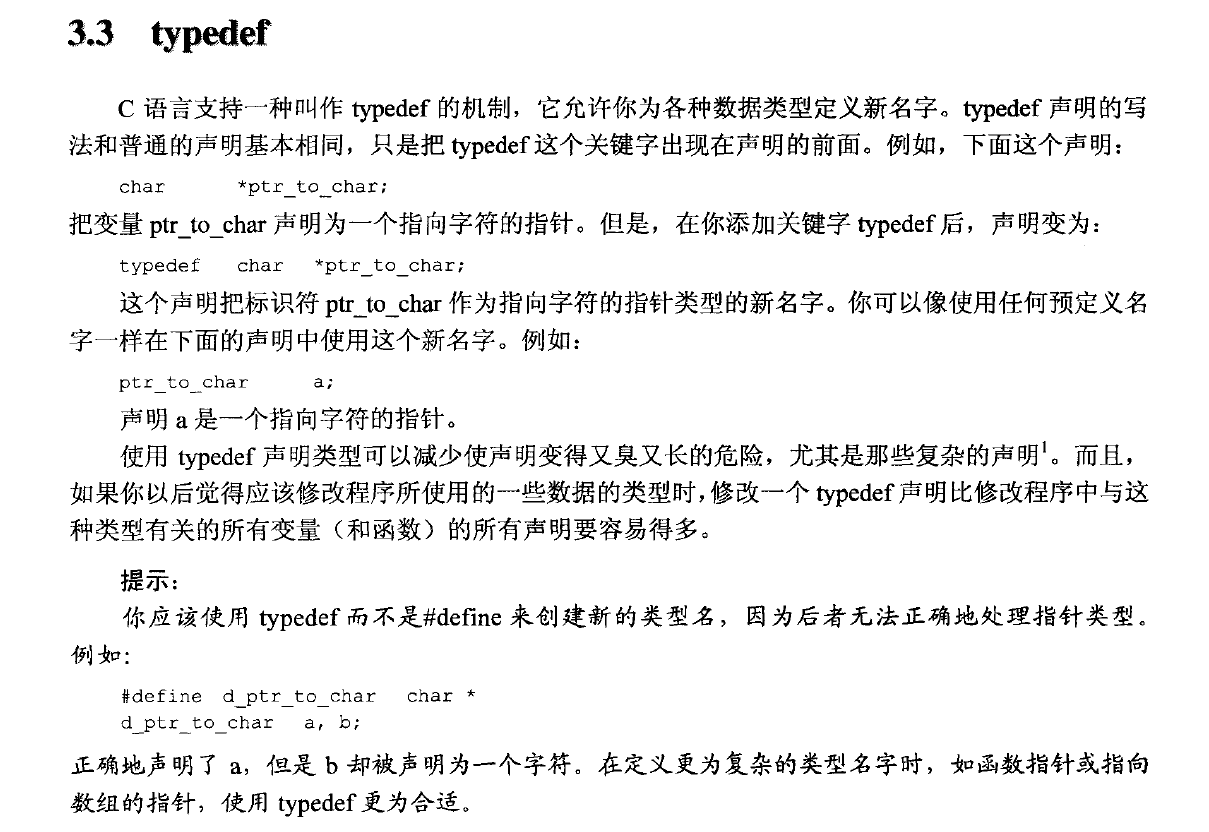 3.3 typedef
C 语言支持一种叫作 typedef 的机制，它允许你为各种数据类型定义新名字。typedef 声明的写
法和普通的声明基本相同，只是把 typedef 这个关键字出现在声明的前面。例如，下面这个声明：
char *ptr_to_char;
把变量 ptr_to_char 声明为一个指向字符的指针。但是，在你添加关键字 typedef 后，声明变为：
typedef char *ptr_to_char;
这个声明把标识符 ptr_to_char 作为指向字符的指针类型的新名字。你可以像使用任何预定义名
字一样在下面的声明中使用这个新名字。例如：
ptr_to_char a;
声明 a 是一个指向字符的指针。
使用 typedef 声明类型可以减少使声明变得又臭又长的危险，尤其是那些复杂的声明¹。而且，
如果你以后觉得应该修改程序所使用的一些数据的类型时，修改一个 typedef 声明比修改程序中与这
种类型有关的所有变量（和函数）的所有声明要容易得多。
提示：
你应该使用 typedef 而不是#define 来创建新的类型名，因为后者无法正确地处理指针类型。
例如：
#define d_ptr_to_char char *
d_ptr_to_char a, b;
正确地声明了 a，但是 b 却被声明为一个字符。在定义更为复杂的类型名字时，如函数指针或指向
数组的指针，使用 typedef 更为合适。